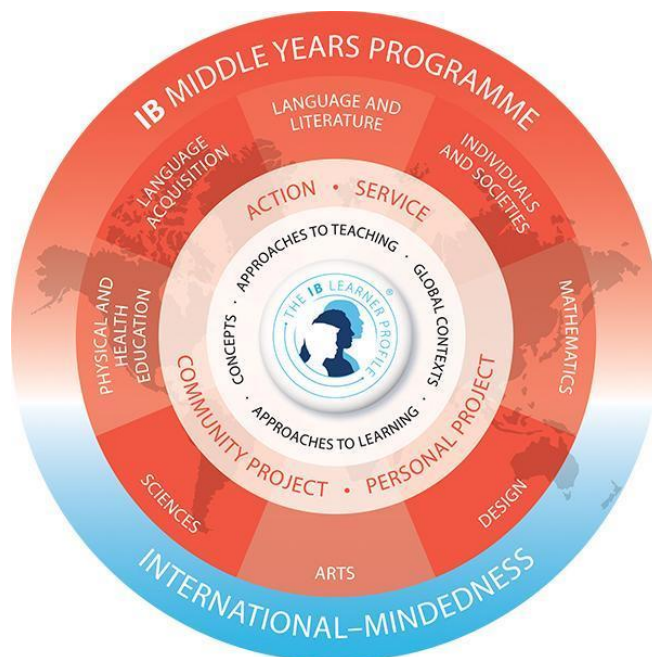 IB MIDDLE YEARS PROGRAMME
LANGUAGE AND
LITERATURE
INDIVIDUALS
AND SOCIETIES
MATHEMATICS
DESIGN
ARTS
SCIENCES
PHYSICAL AND
HEALTH
EDUCATION
LANGUAGE
ACQUISITION
ACTION • SERVICE
COMMUNITY PROJECT • PERSONAL PROJECT
APPROACHES TO TEACHING · GLOBAL CONTEXTS · APPROACHES TO LEARNING · CONCEPTS ·
THE IB LEARNER PROFILE ®
INTERNATIONAL–MINDEDNESS